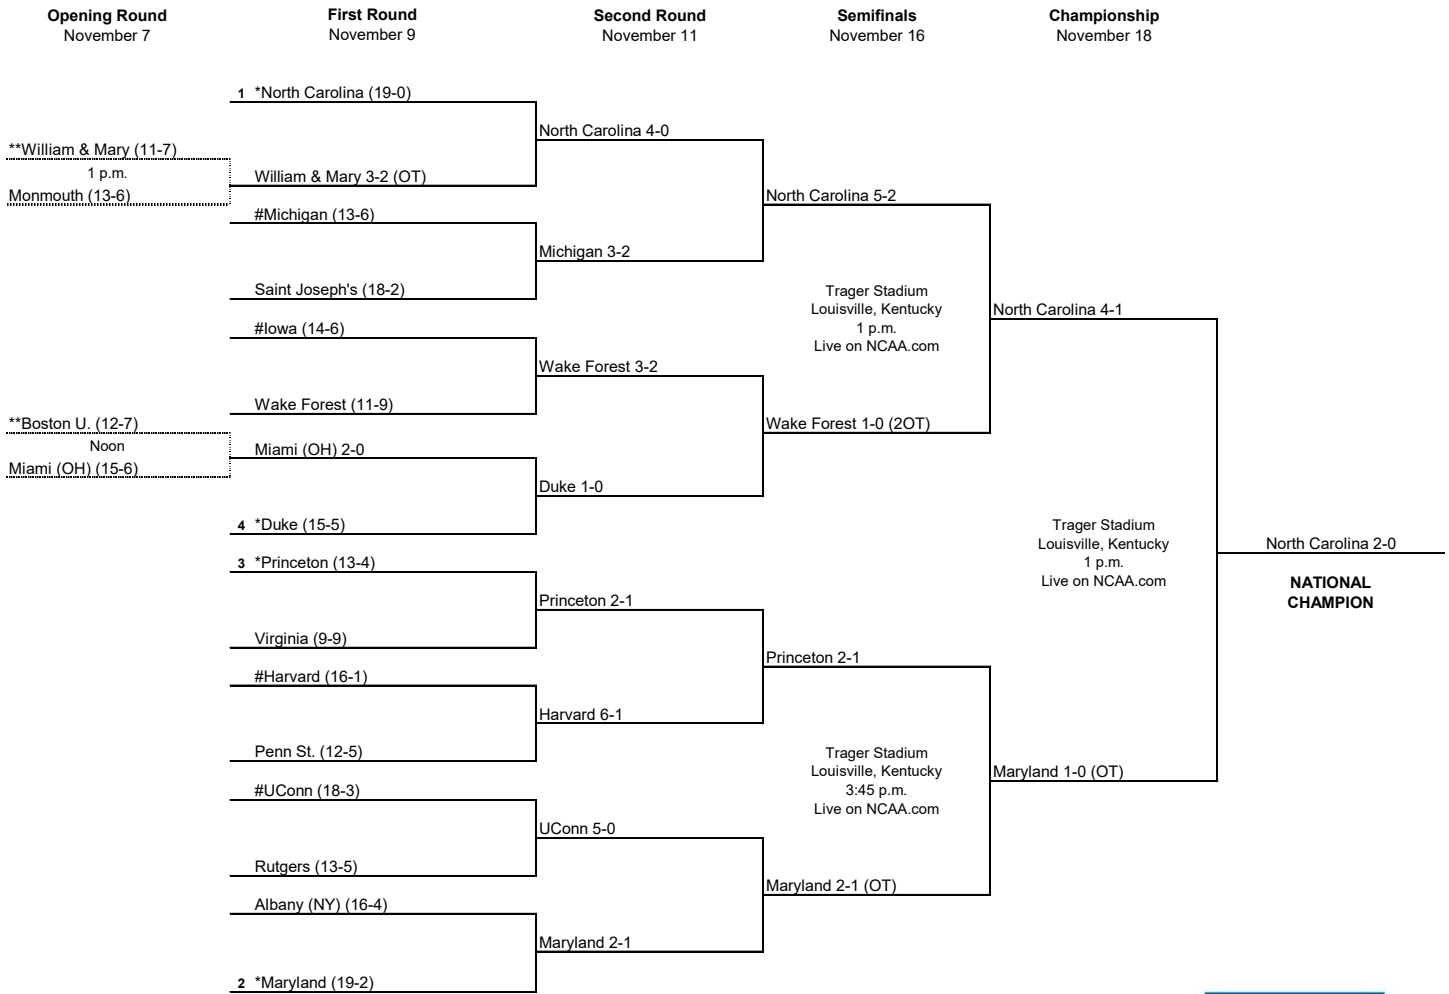 Opening Round
November 7
First Round
November 9
Second Round
November 11
Semifinals
November 16
Championship
November 18
**William & Mary (11-7)
1 p.m.
Monmouth (13-6)
**Boston U. (12-7)
Noon
Miami (OH) (15-6)
1 *North Carolina (19-0)
William & Mary 3-2 (OT)
#Michigan (13-6)
Saint Joseph's (18-2)
#Iowa (14-6)
Wake Forest (11-9)
Miami (OH) 2-0
4 *Duke (15-5)
3 *Princeton (13-4)
Virginia (9-9)
#Harvard (16-1)
Penn St. (12-5)
#UConn (18-3)
Rutgers (13-5)
Albany (NY) (16-4)
2 *Maryland (19-2)
North Carolina 4-0
Michigan 3-2
Wake Forest 3-2
Duke 1-0
Princeton 2-1
Harvard 6-1
UConn 5-0
Maryland 2-1
North Carolina 5-2
Trager Stadium
Louisville, Kentucky
1 p.m.
Live on NCAA.com
Wake Forest 1-0 (2OT)
Princeton 2-1
Trager Stadium
Louisville, Kentucky
3:45 p.m.
Live on NCAA.com
Maryland 2-1 (OT)
North Carolina 4-1
Trager Stadium
Louisville, Kentucky
1 p.m.
Live on NCAA.com
Maryland 1-0 (OT)
North Carolina 2-0
NATIONAL
CHAMPION